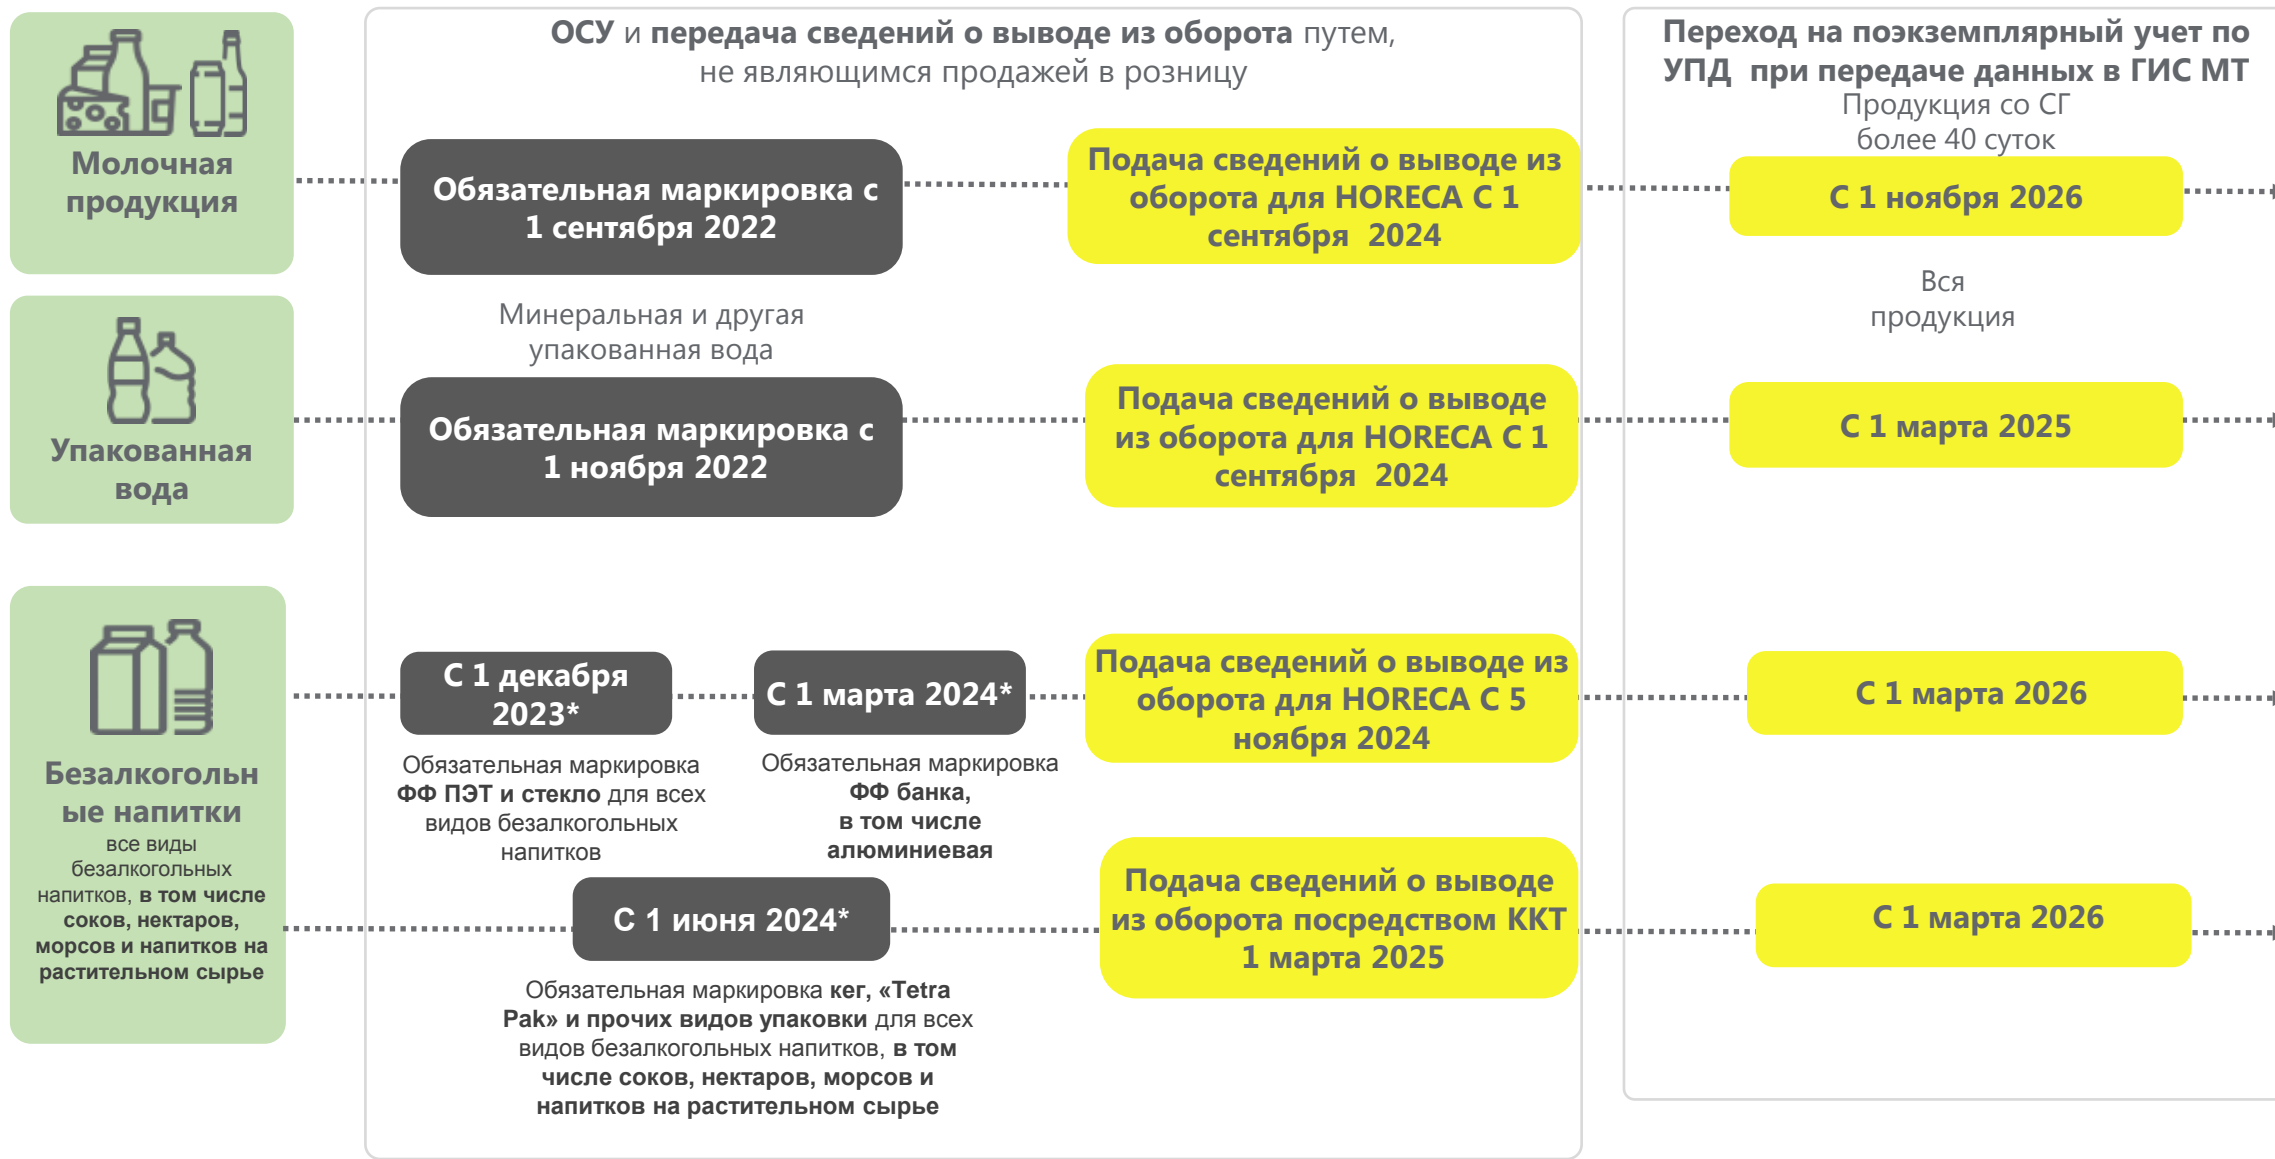 ОСУ и передача сведений о выводе из оборота путем,
не являющимся продажей в розницу
Переход на поэкземплярный учет по
УПД при передаче данных в ГИС МТ
Продукция со СГ
более 40 суток
Молочная
продукция
Обязательная маркировка с
1 сентября 2022
Подача сведений о выводе из
оборота для HORECA С 1
сентября 2024
С 1 ноября 2026
Вся
продукция
Минеральная и другая
упакованная вода
Упакованная
вода
Обязательная маркировка с
1 ноября 2022
Подача сведений о выводе
из оборота для HORECA С 1
сентября 2024
С 1 марта 2025
Безалкогольн
ые напитки
все виды
безалкогольных
напитков, в том числе
соков, нектаров,
морсов и напитков на
растительном сырье
С 1 декабря
2023*
Обязательная маркировка
ФФ ПЭТ и стекло для всех
видов безалкогольных
напитков
С 1 марта 2024*
Обязательная маркировка
ФФ банка,
в том числе
алюминиевая
Подача сведений о выводе из
оборота для HORECA С 5
ноября 2024
С 1 марта 2026
С 1 июня 2024*
Обязательная маркировка кег, «Tetra
Pak» и прочих видов упаковки для всех
видов безалкогольных напитков, в том
числе соков, нектаров, морсов и
напитков на растительном сырье
Подача сведений о выводе
из оборота посредством ККТ
1 марта 2025
С 1 марта 2026